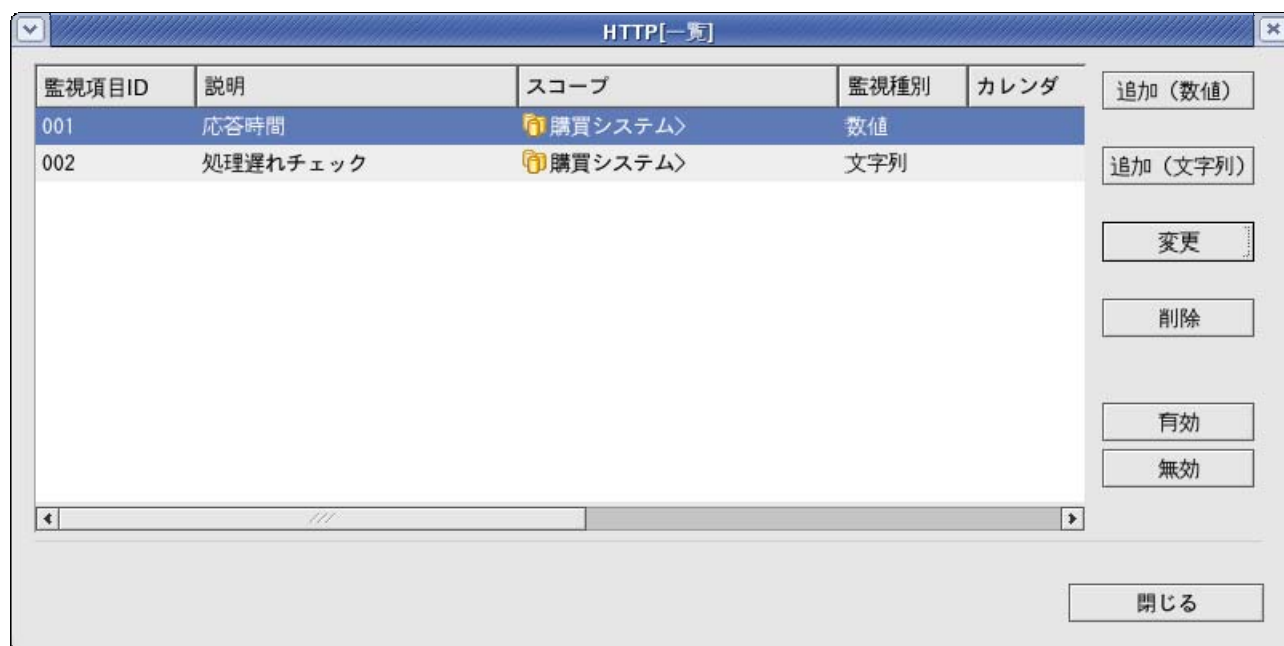 HTTP[一覧]
監視項目ID 説明 スコープ 監視種別 カレンダ
001 応答時間 購買システム〉 数値
002 処理遅れチェック 購買システム〉 文字列
追加（数値）
追加（文字列）
変更
削除
有効
無効
閉じる